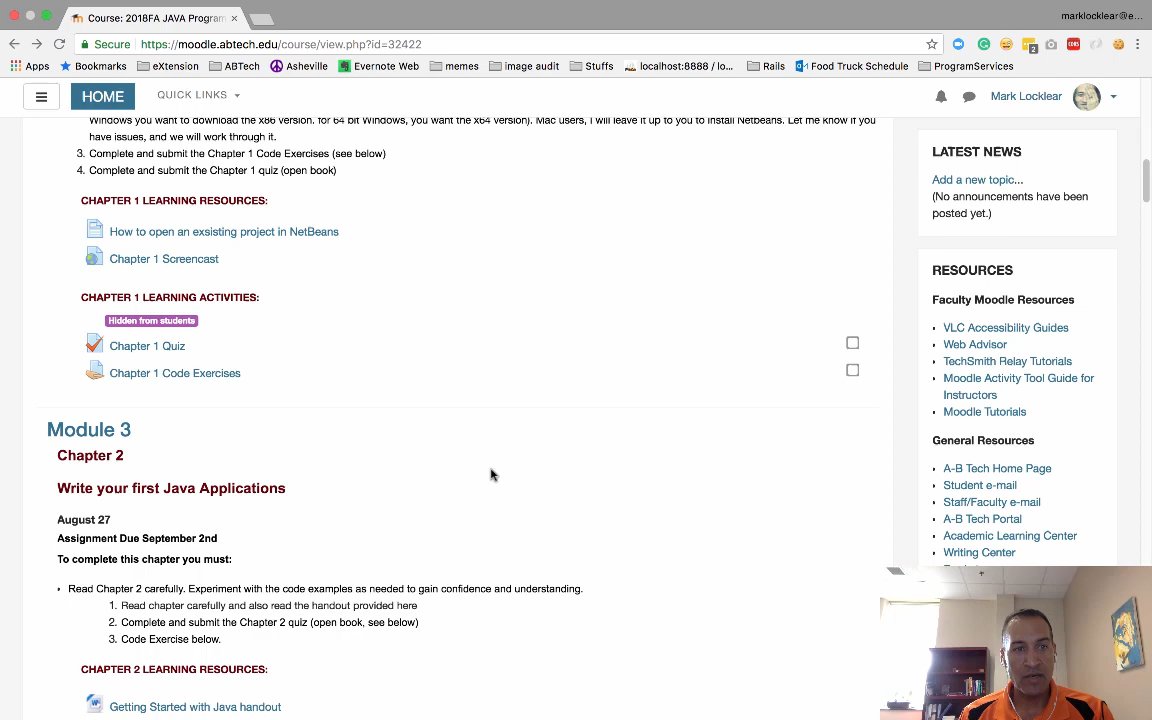 Course: 2018FA JAVA Program
marklocklear@e...
Secure https://moodle.abtech.edu/course/view.php?id=32422
Apps Bookmarks eXtension ABTech Asheville Evernote Web memes image audit Stuffs localhost:8888 / lo... Rails Food Truck Schedule ProgramServices
HOME QUICK LINKS Mark Locklear
Windows you want to download the x86 version. for 64 bit Windows, you want the x64 version). Mac users, I will leave it up to you to install Netbeans. Let me know if you
have issues, and we will work through it.
3. Complete and submit the Chapter 1 Code Exercises (see below)
4. Complete and submit the Chapter 1 quiz (open book)
CHAPTER 1 LEARNING RESOURCES:
How to open an exsisting project in NetBeans
Chapter 1 Screencast
CHAPTER 1 LEARNING ACTIVITIES:
Hidden from students
Chapter 1 Quiz
Chapter 1 Code Exercises
Module 3
Chapter 2
Write your first Java Applications
August 27
Assignment Due September 2nd
To complete this chapter you must:
• Read Chapter 2 carefully. Experiment with the code examples as needed to gain confidence and understanding.
1. Read chapter carefully and also read the handout provided here
2. Complete and submit the Chapter 2 quiz (open book, see below)
3. Code Exercise below.
CHAPTER 2 LEARNING RESOURCES:
Getting Started with Java handout
LATEST NEWS
Add a new topic...
(No announcements have been
posted yet.)
RESOURCES
Faculty Moodle Resources
VLC Accessibility Guides
Web Advisor
TechSmith Relay Tutorials
Moodle Activity Tool Guide for
Instructors
Moodle Tutorials
General Resources
A-B Tech Home Page
Student e-mail
Staff/Faculty e-mail
A-B Tech Portal
Academic Learning Center
Writing Center